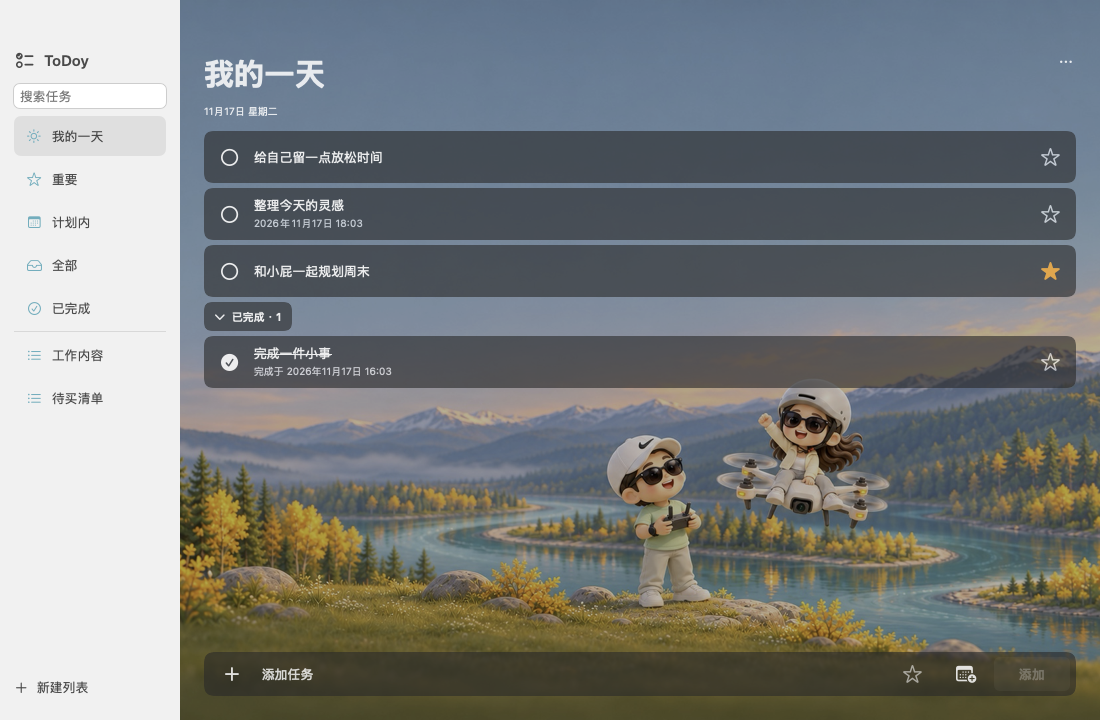 ToDoy
搜索任务
我的一天
重要
计划内
全部
已完成
工作内容
待买清单
新建列表
我的一天
11月17日 星期二
给自己留一点放松时间
整理今天的灵感
2026年11月17日 18:03
和小屁一起规划周末
已完成 · 1
完成一件小事
完成于 2026年11月17日 16:03
添加任务
添加